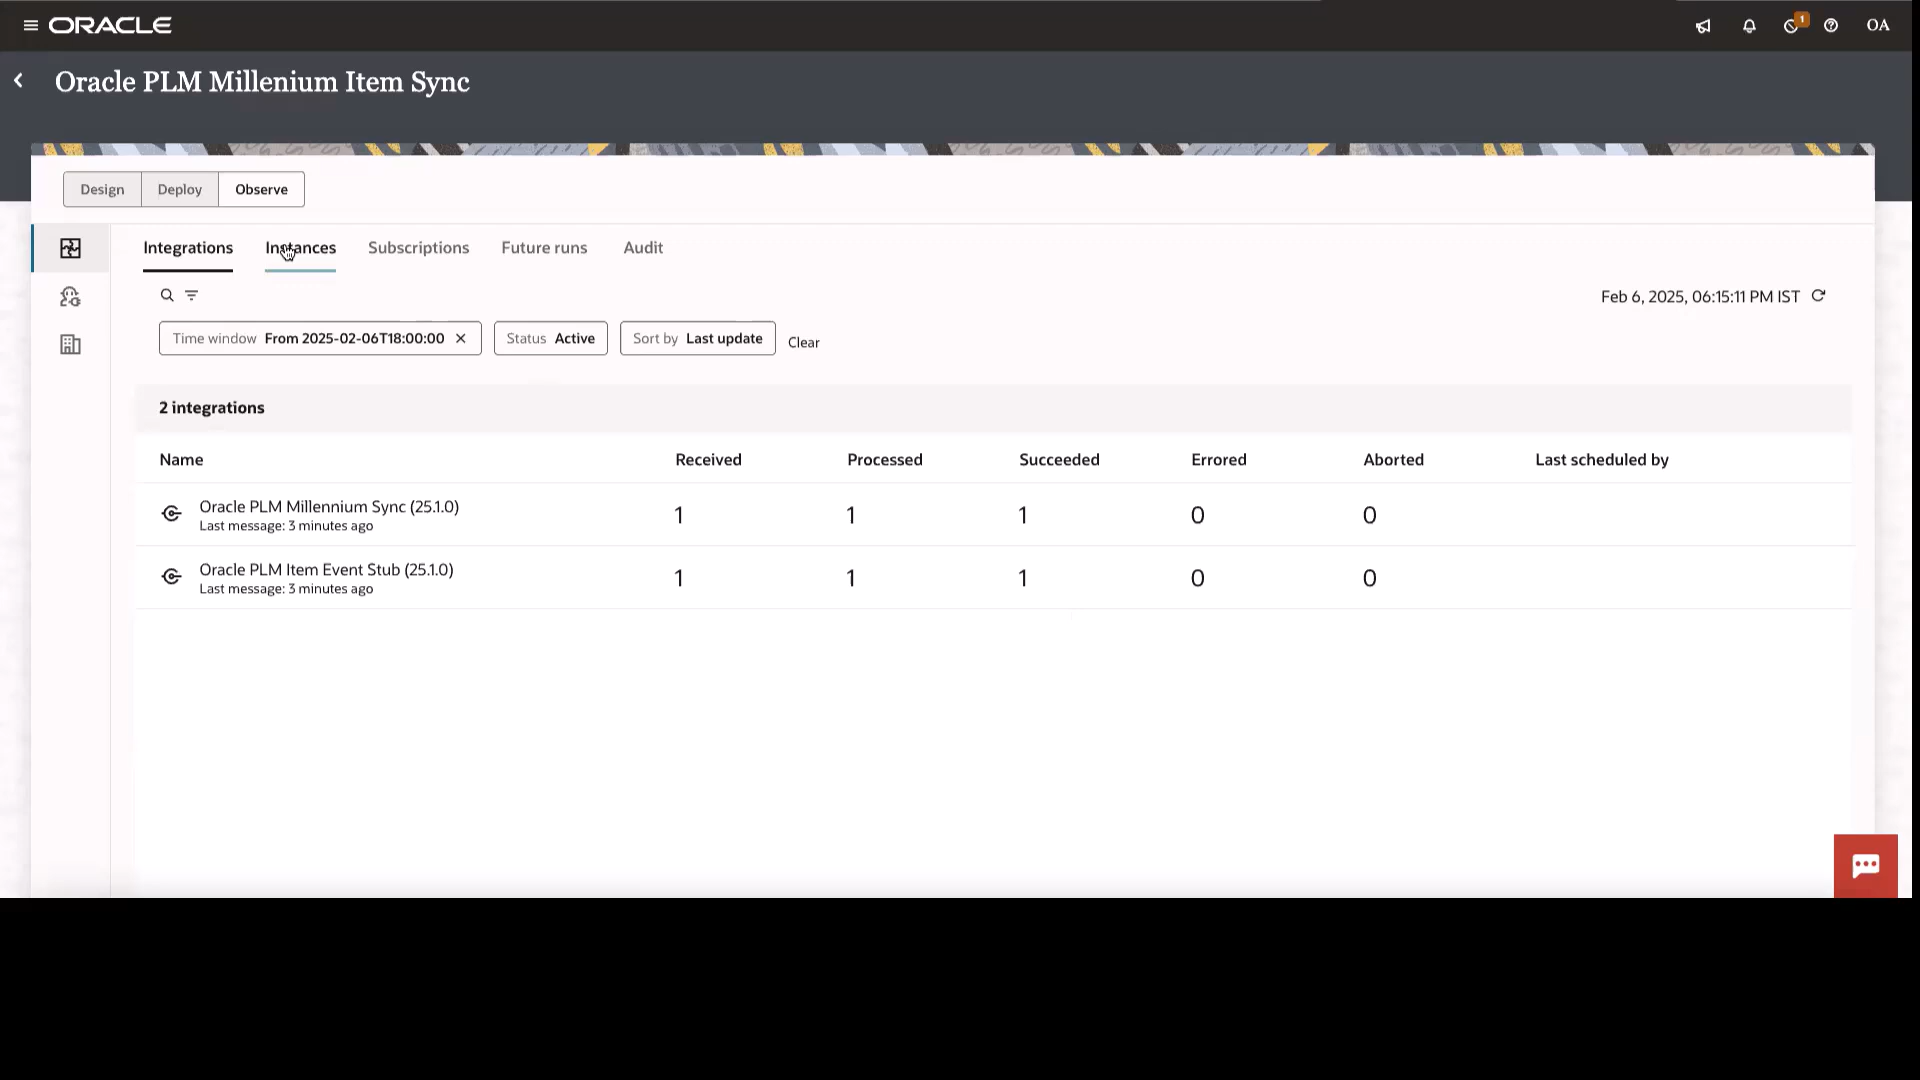 ORACLE
1
OA
Oracle PLM Millenium Item Sync
Design Deploy Observe
Integrations Instances Subscriptions Future runs Audit
Feb 6, 2025, 06:15:11 PM IST
Time window From 2025-02-06T18:00:00 Status Active Sort by Last update Clear
2 integrations
Name Received Processed Succeeded Errored Aborted Last scheduled by
Oracle PLM Millennium Sync (25.1.0) 1 1 1 0 0
Last message: 3 minutes ago
Oracle PLM Item Event Stub (25.1.0) 1 1 1 0 0
Last message: 3 minutes ago